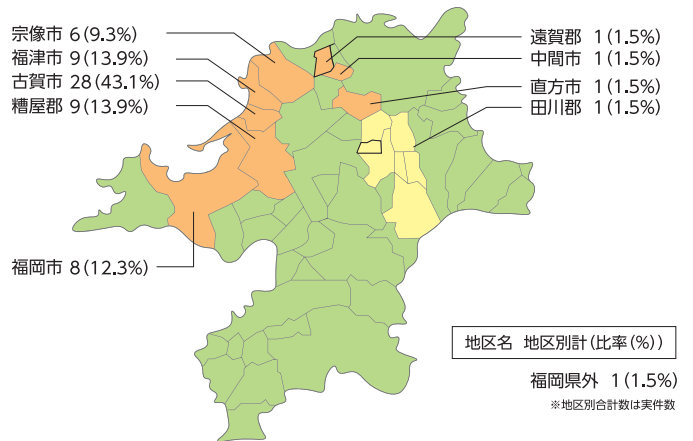 宗像市 6(9.3%)
福津市 9(13.9%)
古賀市 28(43.1%)
糟屋郡 9(13.9%)
福岡市 8(12.3%)
遠賀郡 1(1.5%)
中間市 1(1.5%)
直方市 1(1.5%)
田川郡 1(1.5%)
地区名 地区別計(比率(%))
福岡県外 1(1.5%)
※地区別合計数は実件数